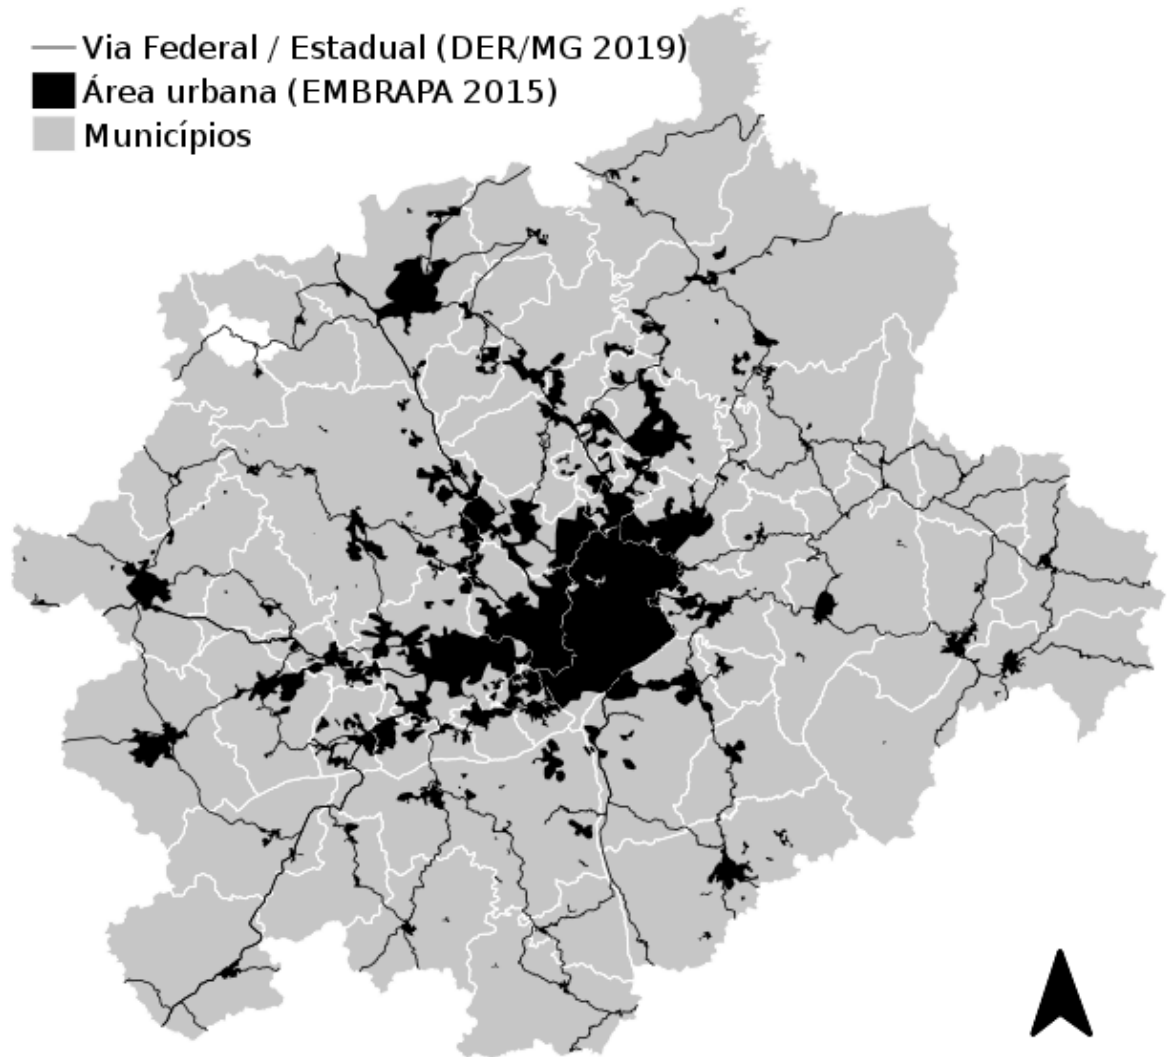 Via Federal / Estadual (DER/MG 2019)
Área urbana (EMBRAPA 2015)
Municípios